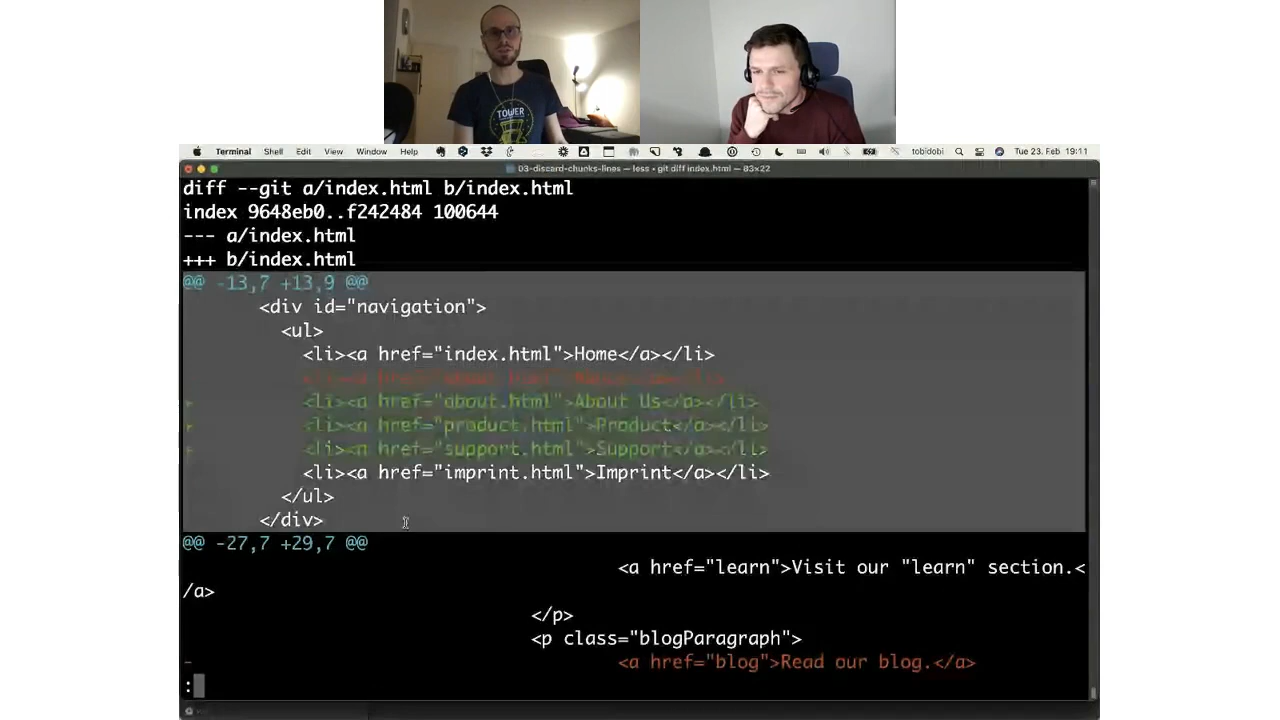 TOWER
Terminal Shell Edit View Window Help tobidobi Tue 23. Feb 19:11
03-discard-chunks-lines — less • git diff index.html — 83×22
diff --git a/index.html b/index.html
index 9648eb0..f242484 100644
--- a/index.html
+++ b/index.html
@@ -13,7 +13,9 @@
<div id="navigation">
<ul>
<li><a href="index.html">Home</a></li>
+ <li><a href="about.html">About Us</a></li>
+ <li><a href="product.html">Product</a></li>
+ <li><a href="support.html">Support</a></li>
<li><a href="imprint.html">Imprint</a></li>
</ul>
</div>
@@ -27,7 +29,7 @@
<a href="learn">Visit our "learn" section.<
/a>
</p>
<p class="blogParagraph">
- <a href="blog">Read our blog.</a>
: